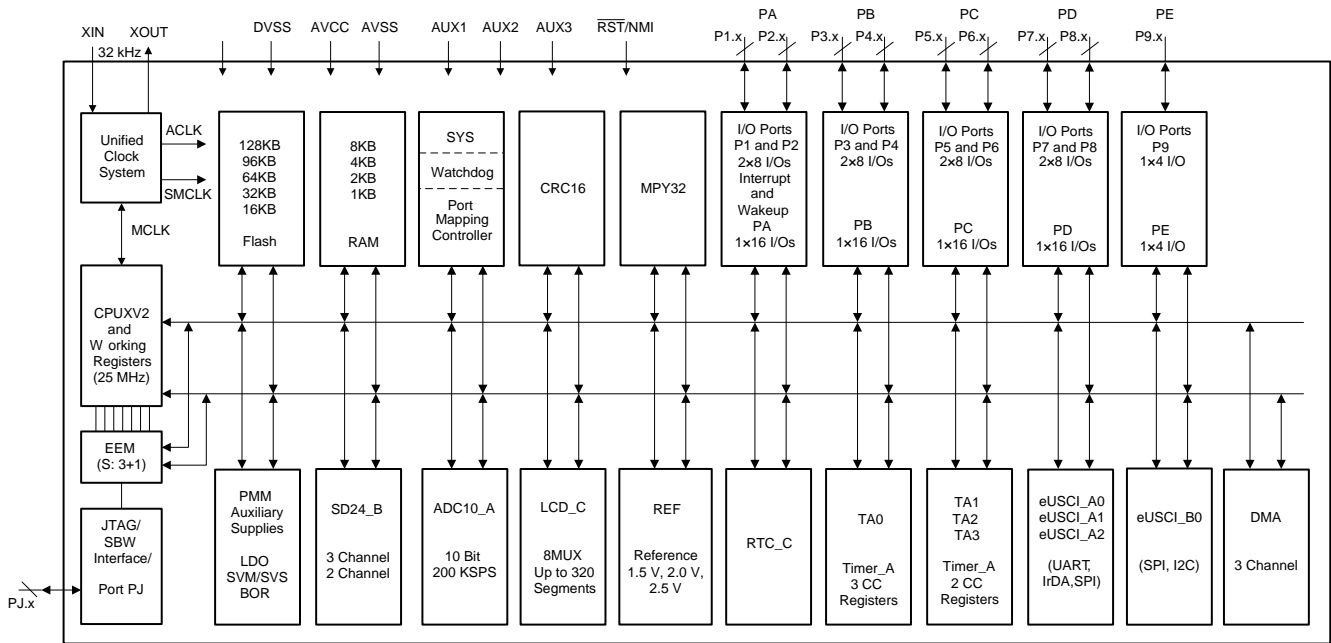 XIN
XOUT
32 kHz
DVSS
AVCC
AVSS
AUX1
AUX2
AUX3
RST/NMI
PA
P1.x
P2.x
PB
P3.x
P4.x
PC
P5.x
P6.x
PD
P7.x
P8.x
PE
P9.x
Unified
Clock
System
ACLK
SMCLK
MCLK
128KB
96KB
64KB
32KB
16KB
Flash
8KB
4KB
2KB
1KB
RAM
SYS
Watchdog
Port
Mapping
Controller
CRC16
MPY32
I/O Ports
P1 and P2
2×8 I/Os
Interrupt
and
Wakeup
PA
1×16 I/Os
I/O Ports
P3 and P4
2×8 I/Os
PB
1×16 I/Os
I/O Ports
P5 and P6
2×8 I/Os
PC
1×16 I/Os
I/O Ports
P7 and P8
2×8 I/Os
PD
1×16 I/Os
I/O Ports
P9
1×4 I/O
PE
1×4 I/O
CPUXV2
and
W orking
Registers
(25 MHz)
EEM
(S: 3+1)
JTAG/
SBW
Interface/
Port PJ
PJ.x
PMM
Auxiliary
Supplies
LDO
SVM/SVS
BOR
SD24_B
3 Channel
2 Channel
ADC10_A
10 Bit
200 KSPS
LCD_C
8MUX
Up to 320
Segments
REF
Reference
1.5 V, 2.0 V,
2.5 V
RTC_C
TA0
Timer_A
3 CC
Registers
TA1
TA2
TA3
Timer_A
2 CC
Registers
eUSCI_A0
eUSCI_A1
eUSCI_A2
(UART,
IrDA,SPI)
eUSCI_B0
(SPI, I2C)
DMA
3 Channel